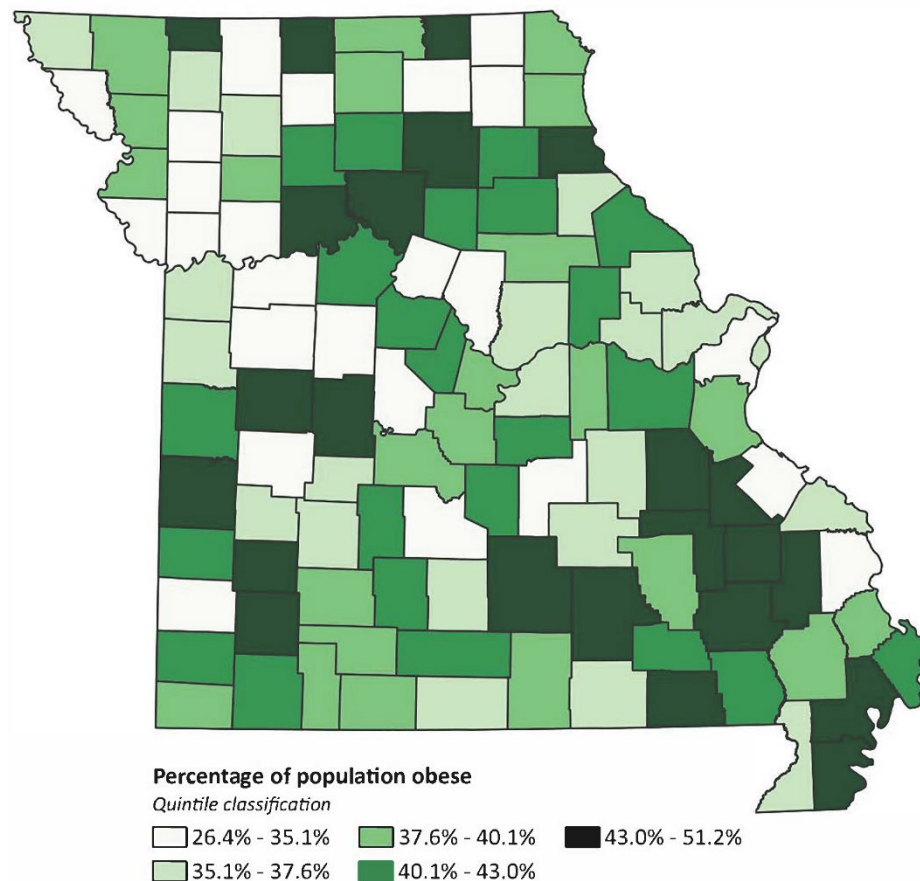 Percentage of population obese
Quintile classification
26.4% - 35.1% 37.6% - 40.1% 43.0% - 51.2%
35.1% - 37.6% 40.1% - 43.0%